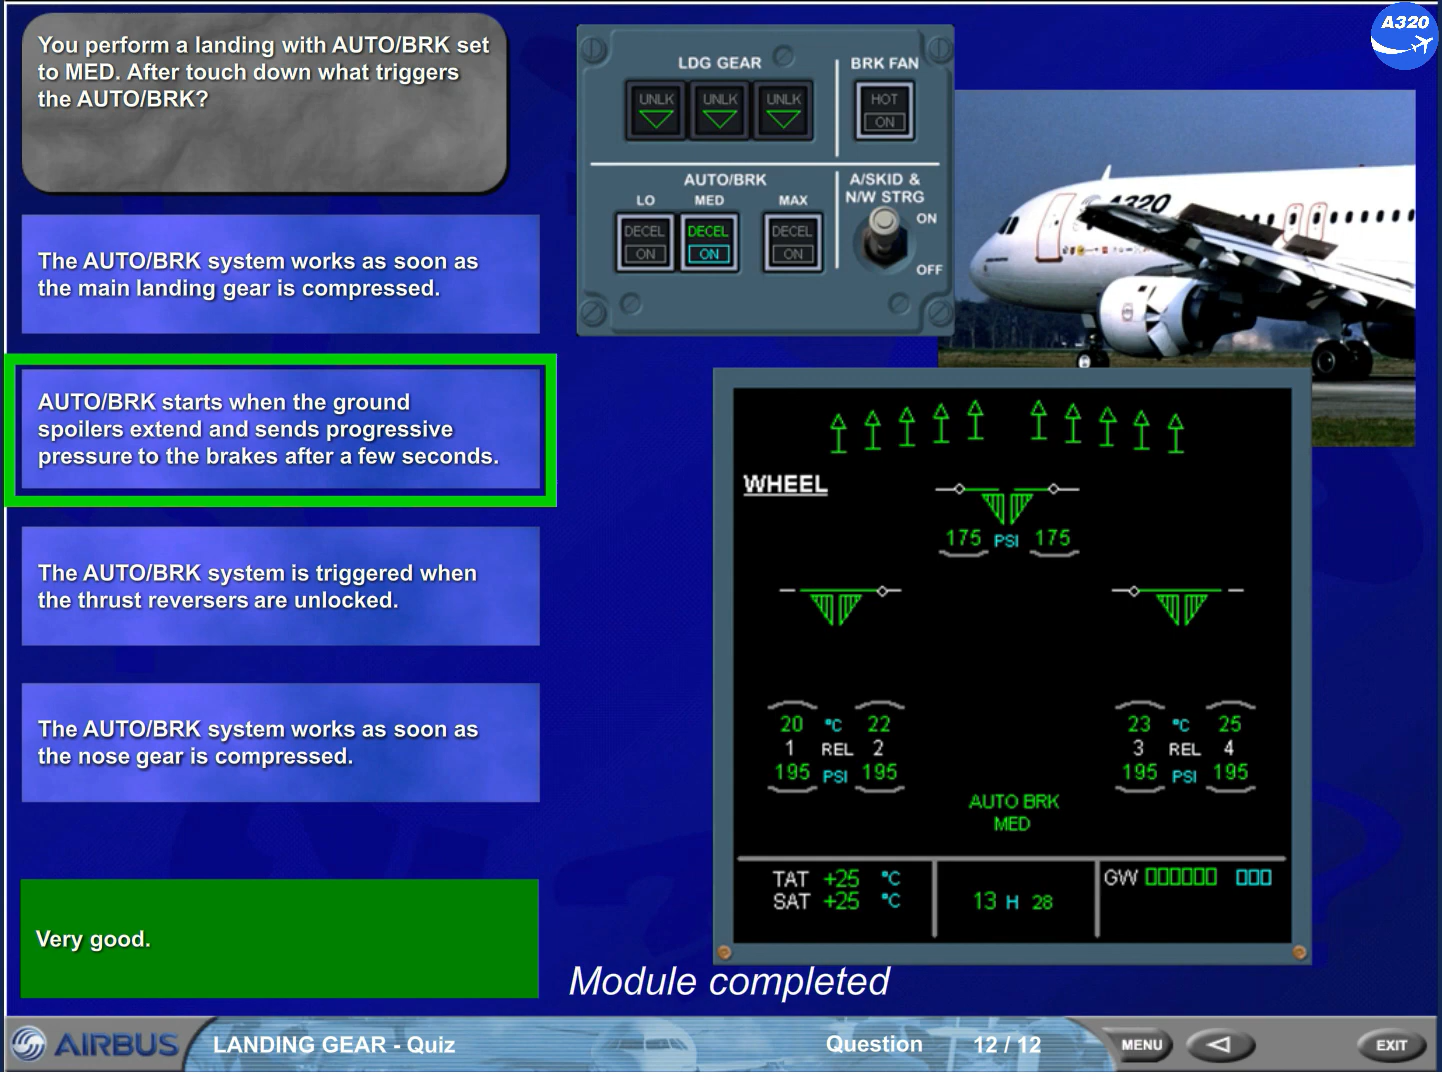 You perform a landing with AUTO/BRK set
to MED. After touch down what triggers
the AUTO/BRK?
The AUTO/BRK system works as soon as
the main landing gear is compressed.
AUTO/BRK starts when the ground
spoilers extend and sends progressive
pressure to the brakes after a few seconds.
The AUTO/BRK system is triggered when
the thrust reversers are unlocked.
The AUTO/BRK system works as soon as
the nose gear is compressed.
Very good.
LDG GEAR
BRK FAN
UNLK UNLK UNLK
HOT
ON
AUTO/BRK
A/SKID &
N/W STRG
LO MED MAX
ON
DECEL DECEL DECEL
ON ON ON
OFF
A320
A320
WHEEL
175 PSI 175
20 °C 22
1 REL 2
195 PSI 195
23 °C 25
3 REL 4
195 PSI 195
AUTO BRK
MED
TAT +25 °C
SAT +25 °C
13 H 28
GW
Module completed
AIRBUS
LANDING GEAR - Quiz
Question 12 / 12
MENU
EXIT